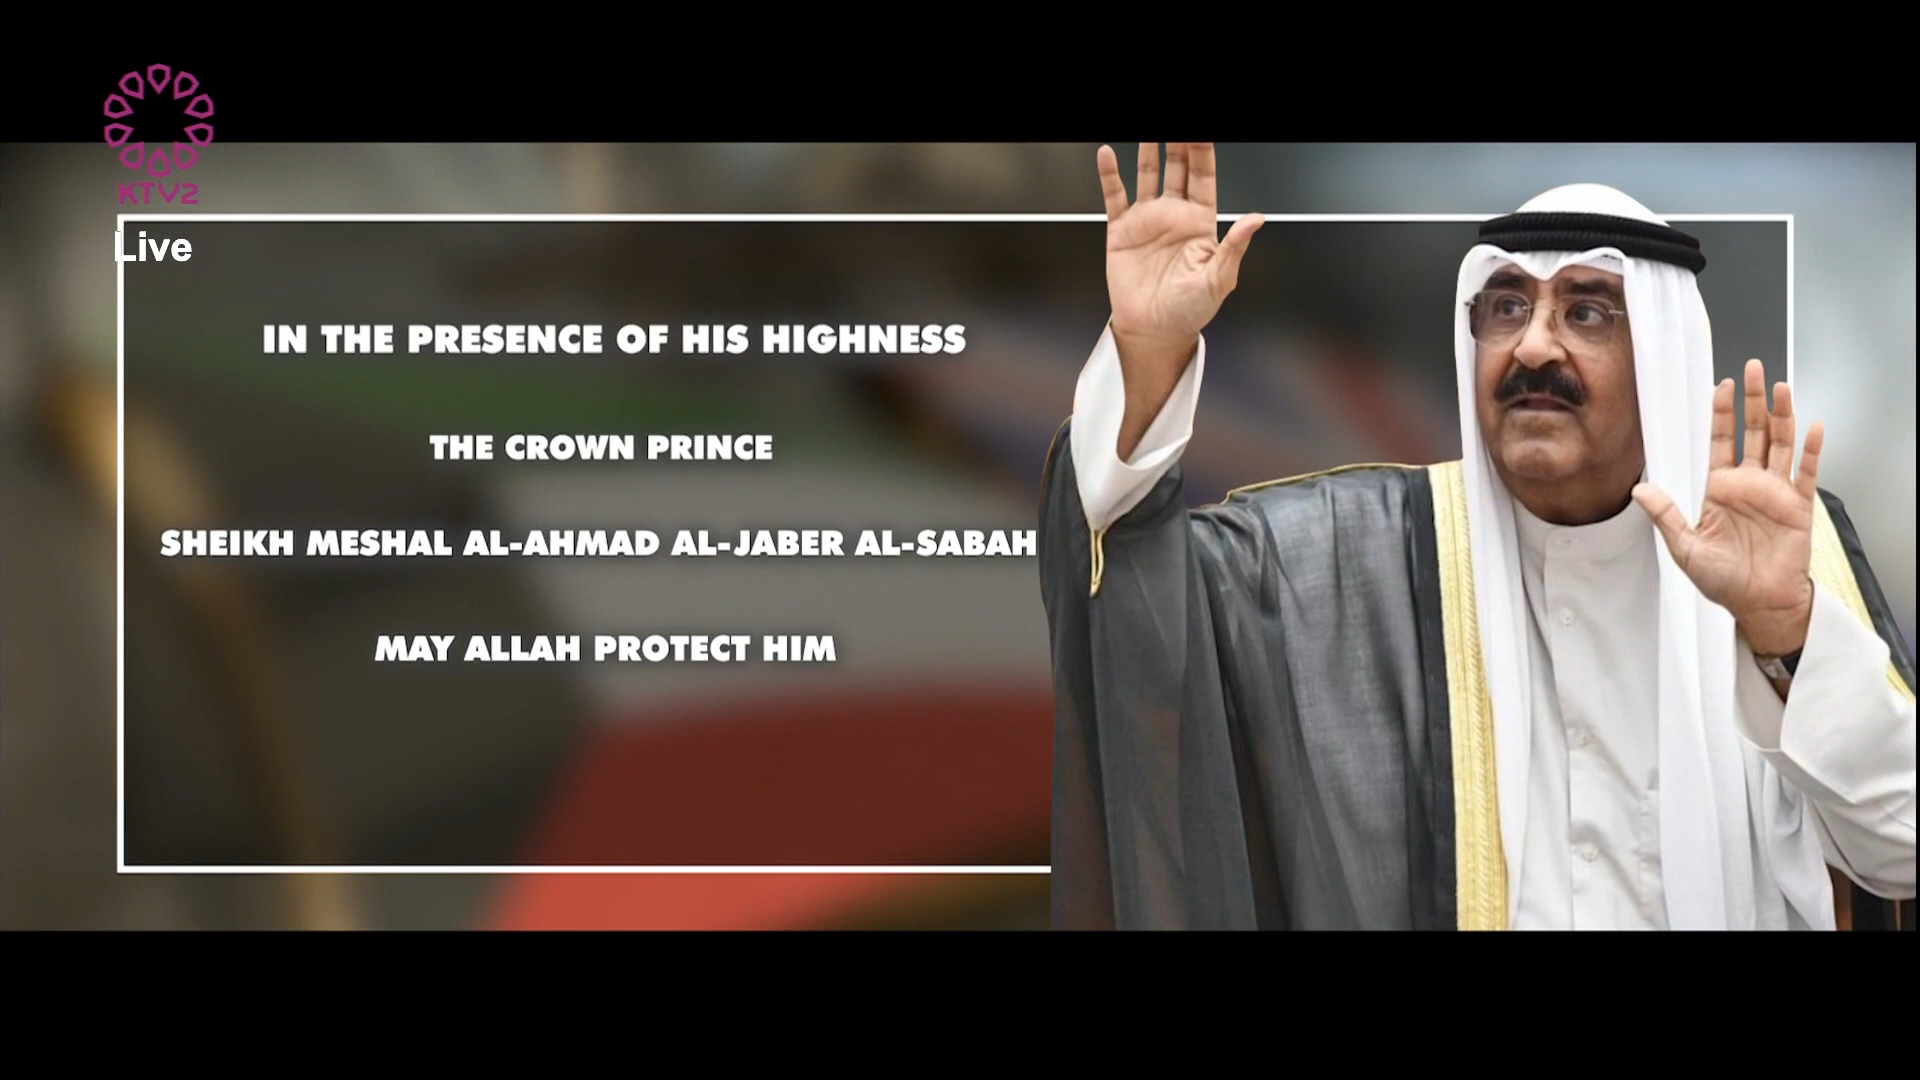 KTV2
Live
IN THE PRESENCE OF HIS HIGHNESS
THE CROWN PRINCE
SHEIKH MESHAL AL-AHMAD AL-JABER AL-SABAH
MAY ALLAH PROTECT HIM